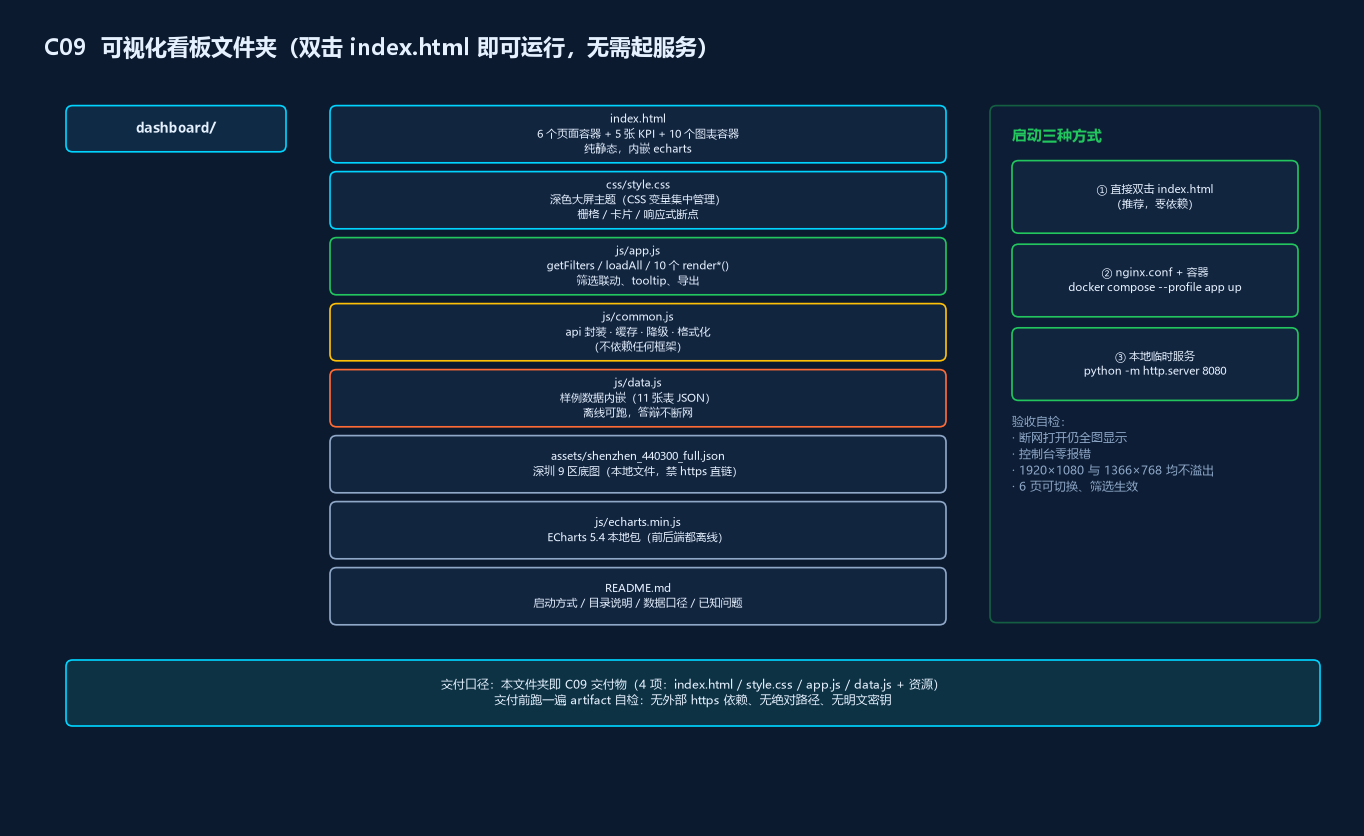 C09 可视化看板文件夹（双击 index.html 即可运行，无需起服务）
dashboard/
index.html
6 个页面容器 + 5 张 KPI + 10 个图表容器
纯静态，内嵌 echarts
css/style.css
深色大屏主题（CSS 变量集中管理）
栅格 / 卡片 / 响应式断点
js/app.js
getFilters / loadAll / 10 个 render*()
筛选联动、tooltip、导出
js/common.js
api 封装 · 缓存 · 降级 · 格式化
（不依赖任何框架）
js/data.js
样例数据内嵌（11 张表 JSON）
离线可跑，答辩不断网
assets/shenzhen_440300_full.json
深圳 9 区底图（本地文件，禁 https 直链）
js/echarts.min.js
ECharts 5.4 本地包（前后端都离线）
README.md
启动方式 / 目录说明 / 数据口径 / 已知问题
启动三种方式
① 直接双击 index.html
（推荐，零依赖）
② nginx.conf + 容器
docker compose --profile app up
③ 本地临时服务
python -m http.server 8080
验收自检：
· 断网打开仍全图显示
· 控制台零报错
· 1920×1080 与 1366×768 均不溢出
· 6 页可切换、筛选生效
交付口径：本文件夹即 C09 交付物（4 项：index.html / style.css / app.js / data.js + 资源）
交付前跑一遍 artifact 自检：无外部 https 依赖、无绝对路径、无明文密钥